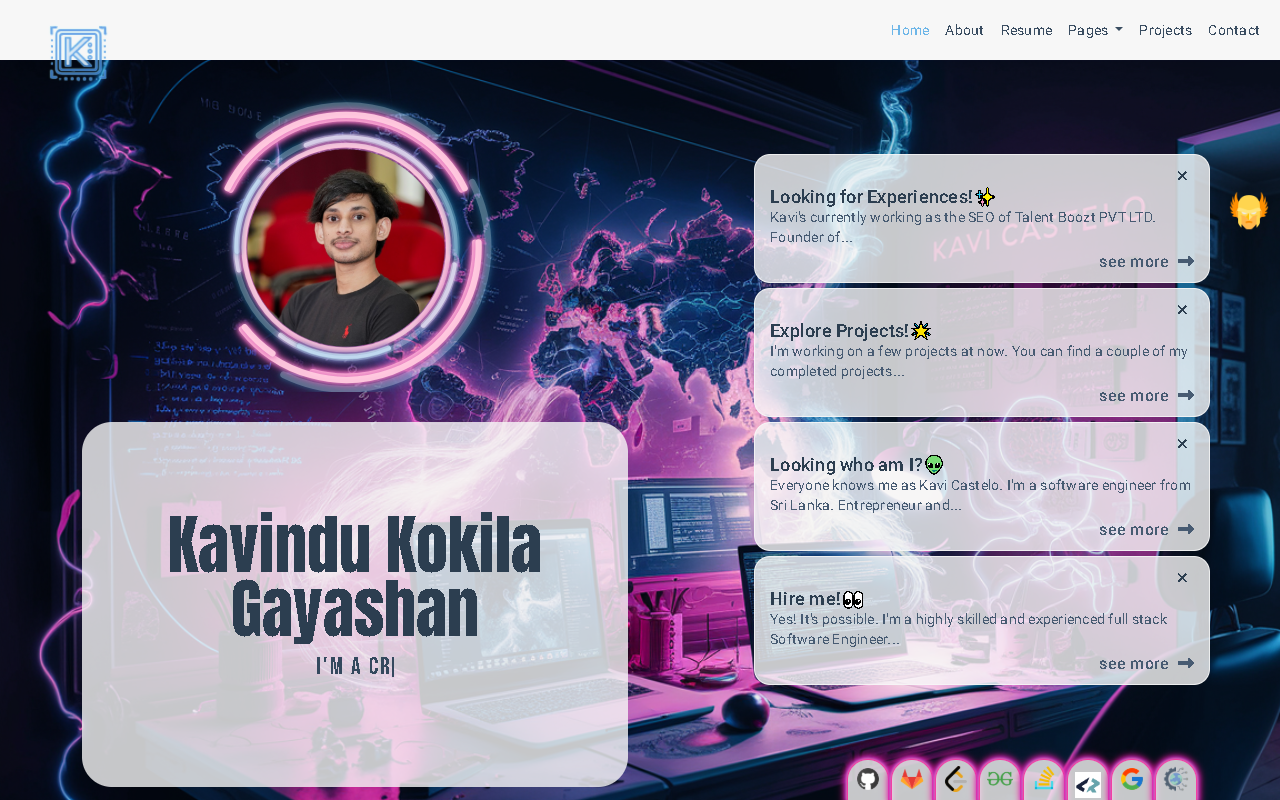 Home About Resume Pages Projects Contact
KAVI CASTELO
Looking for Experiences!
Kavi's currently working as the SEO of Talent Boozt PVT LTD.
Founder of...
see more
Explore Projects!
I'm working on a few projects at now. You can find a couple of my
completed projects...
see more
Looking who am I?
Everyone knows me as Kavi Castelo. I'm a software engineer from
Sri Lanka. Entrepreneur and...
see more
Hire me!
Yes! It's possible. I'm a highly skilled and experienced full stack
Software Engineer...
see more
Kavindu Kokila
Gayashan
I'M A CR